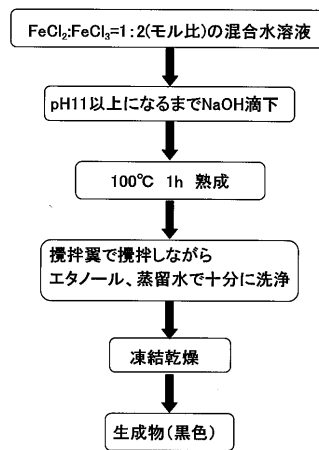 FeCl₂:FeCl₃=1:2(モル比)の混合水溶液
pH11以上になるまでNaOH滴下
100℃ 1h 熟成
攪拌翼で攪拌しながら
エタノール、蒸留水で十分に洗浄
凍結乾燥
生成物(黒色)